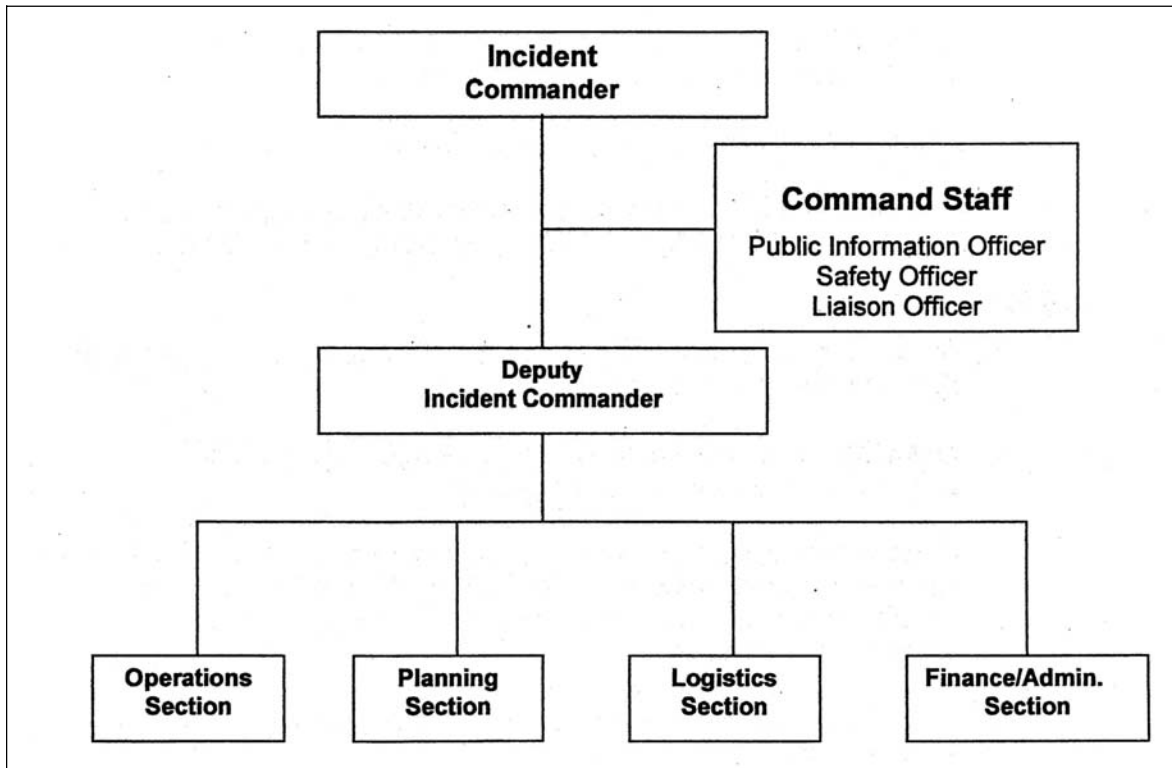 Incident
Commander
Command Staff
Public Information Officer
Safety Officer
Liaison Officer
Deputy
Incident Commander
Operations
Section
Planning
Section
Logistics
Section
Finance/Admin.
Section